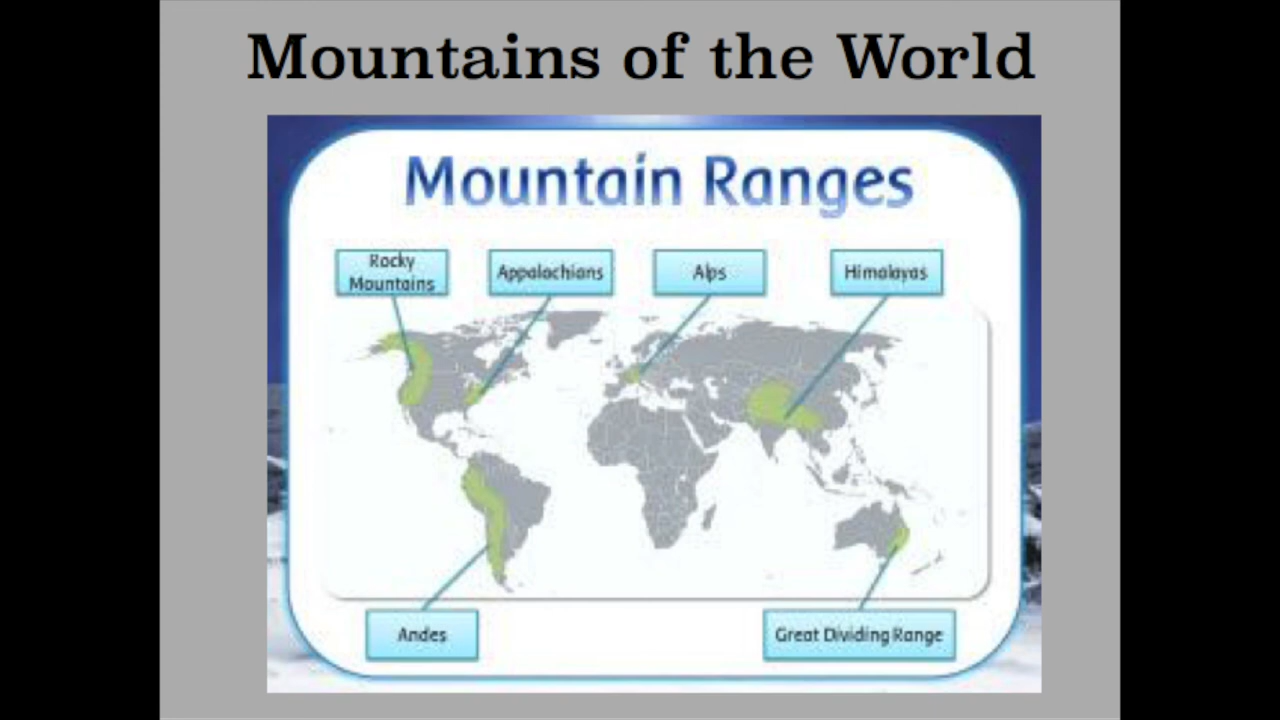 Mountains of the World
Mountain Ranges
Rocky
Mountains
Appalachians
Alps
Himalayas
Andes
Great Dividing Range